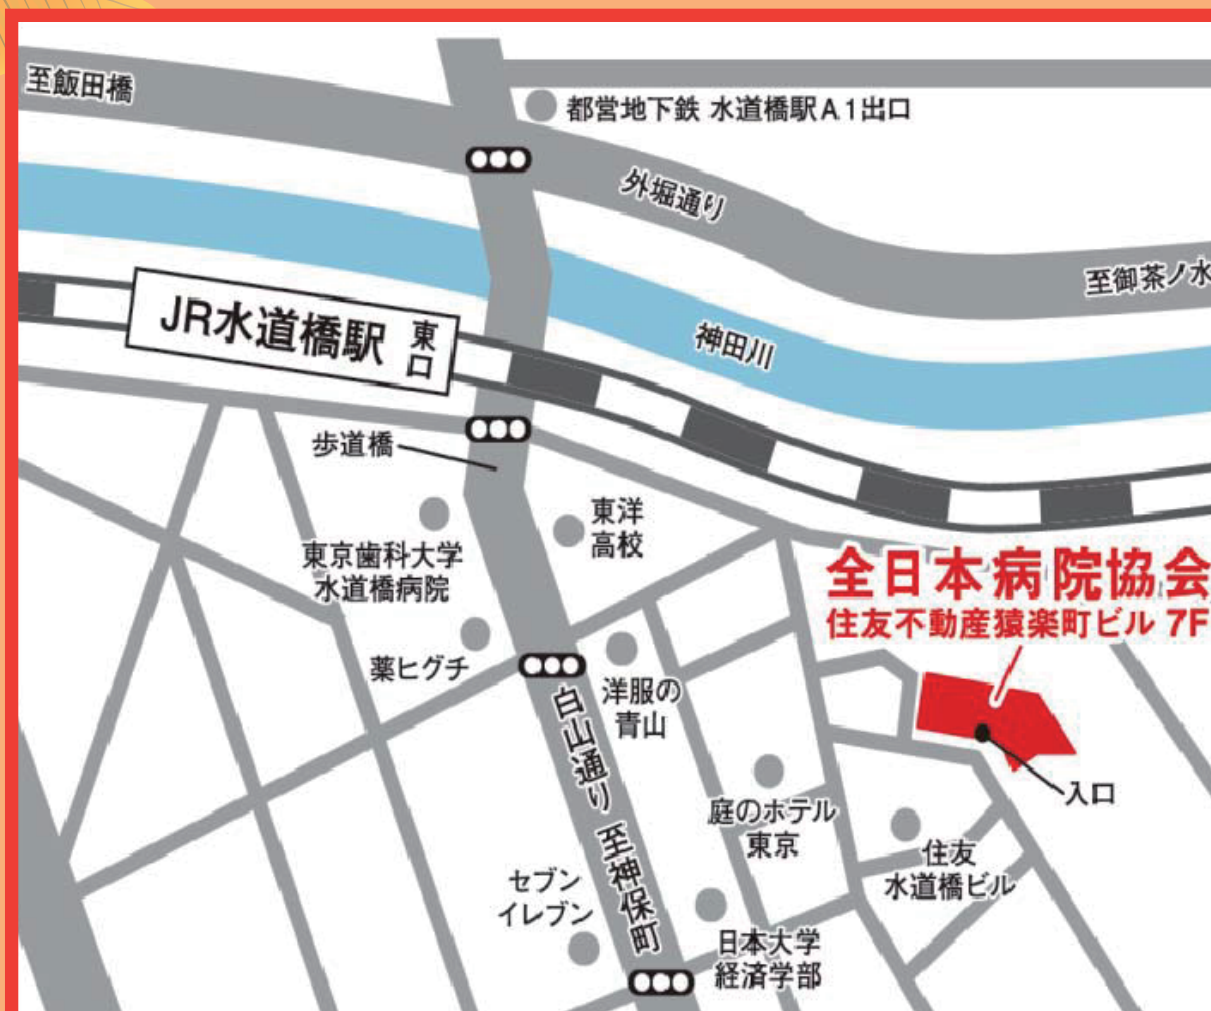 至飯田橋
都営地下鉄 水道橋駅A1出口
外堀通り
至御茶ノ水
JR水道橋駅
東口
神田川
歩道橋
東洋
高校
東京歯科大学
水道橋病院
全日本病院協会
住友不動産猿楽町ビル 7F
薬ヒグチ
洋服の
青山
白山通り 至神保町
入口
庭のホテル
東京
住友
水道橋ビル
セブン
イレブン
日本大学
経済学部